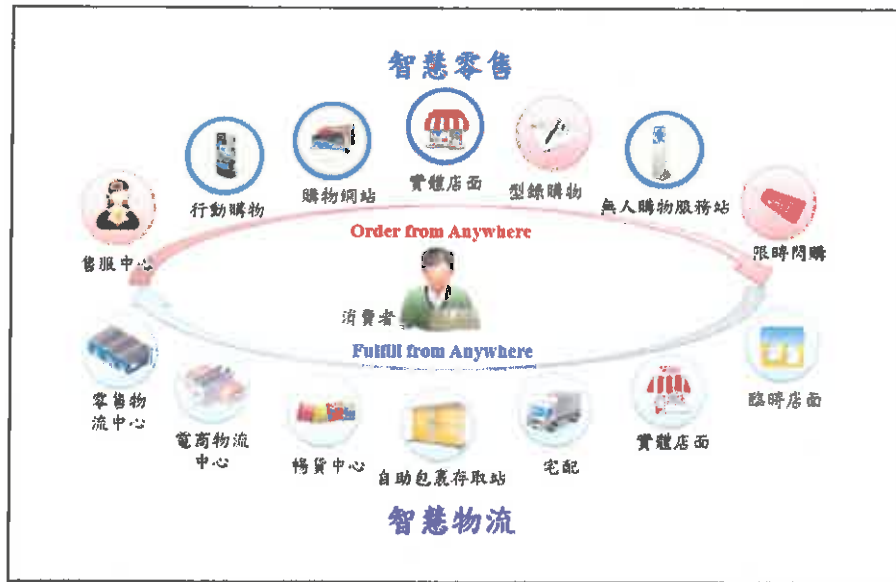 智慧零售
售服中心
行動購物
購物網站
實體店面
型錄購物
無人購物服務站
限時閃購
Order from Anywhere
消費者
Fulfill from Anywhere
零售物
流中心
電商物流
中心
暢貨中心
自助包裹存取站
宅配
實體店面
臨時店面
智慧物流